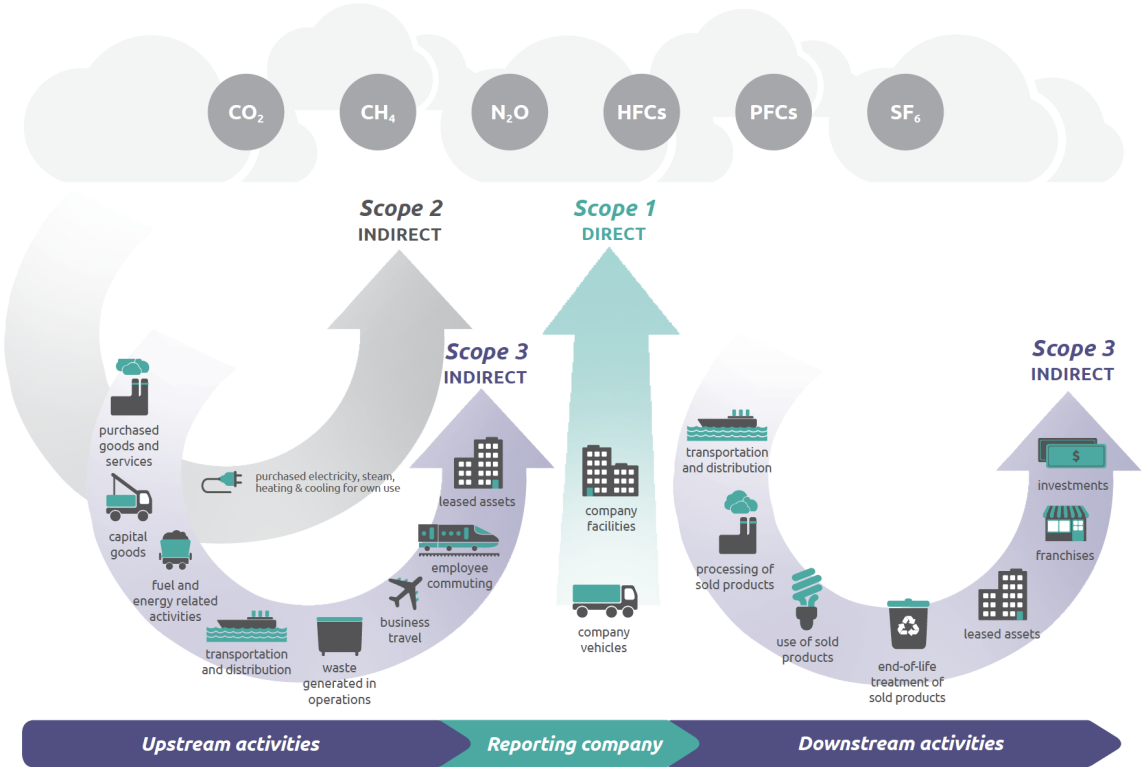 CO₂
CH₄
N₂O
HFCs
PFCs
SF₆
Scope 2
INDIRECT
Scope 1
DIRECT
Scope 3
INDIRECT
Scope 3
INDIRECT
purchased
goods and
services
capital
goods
fuel and
energy related
activities
transportation
and distribution
waste
generated in
operations
business
travel
employee
commuting
leased assets
purchased electricity, steam,
heating & cooling for own use
company
facilities
company
vehicles
transportation
and distribution
processing of
sold products
use of sold
products
end-of-life
treatment of
sold products
leased assets
franchises
$
investments
Upstream activities
Reporting company
Downstream activities